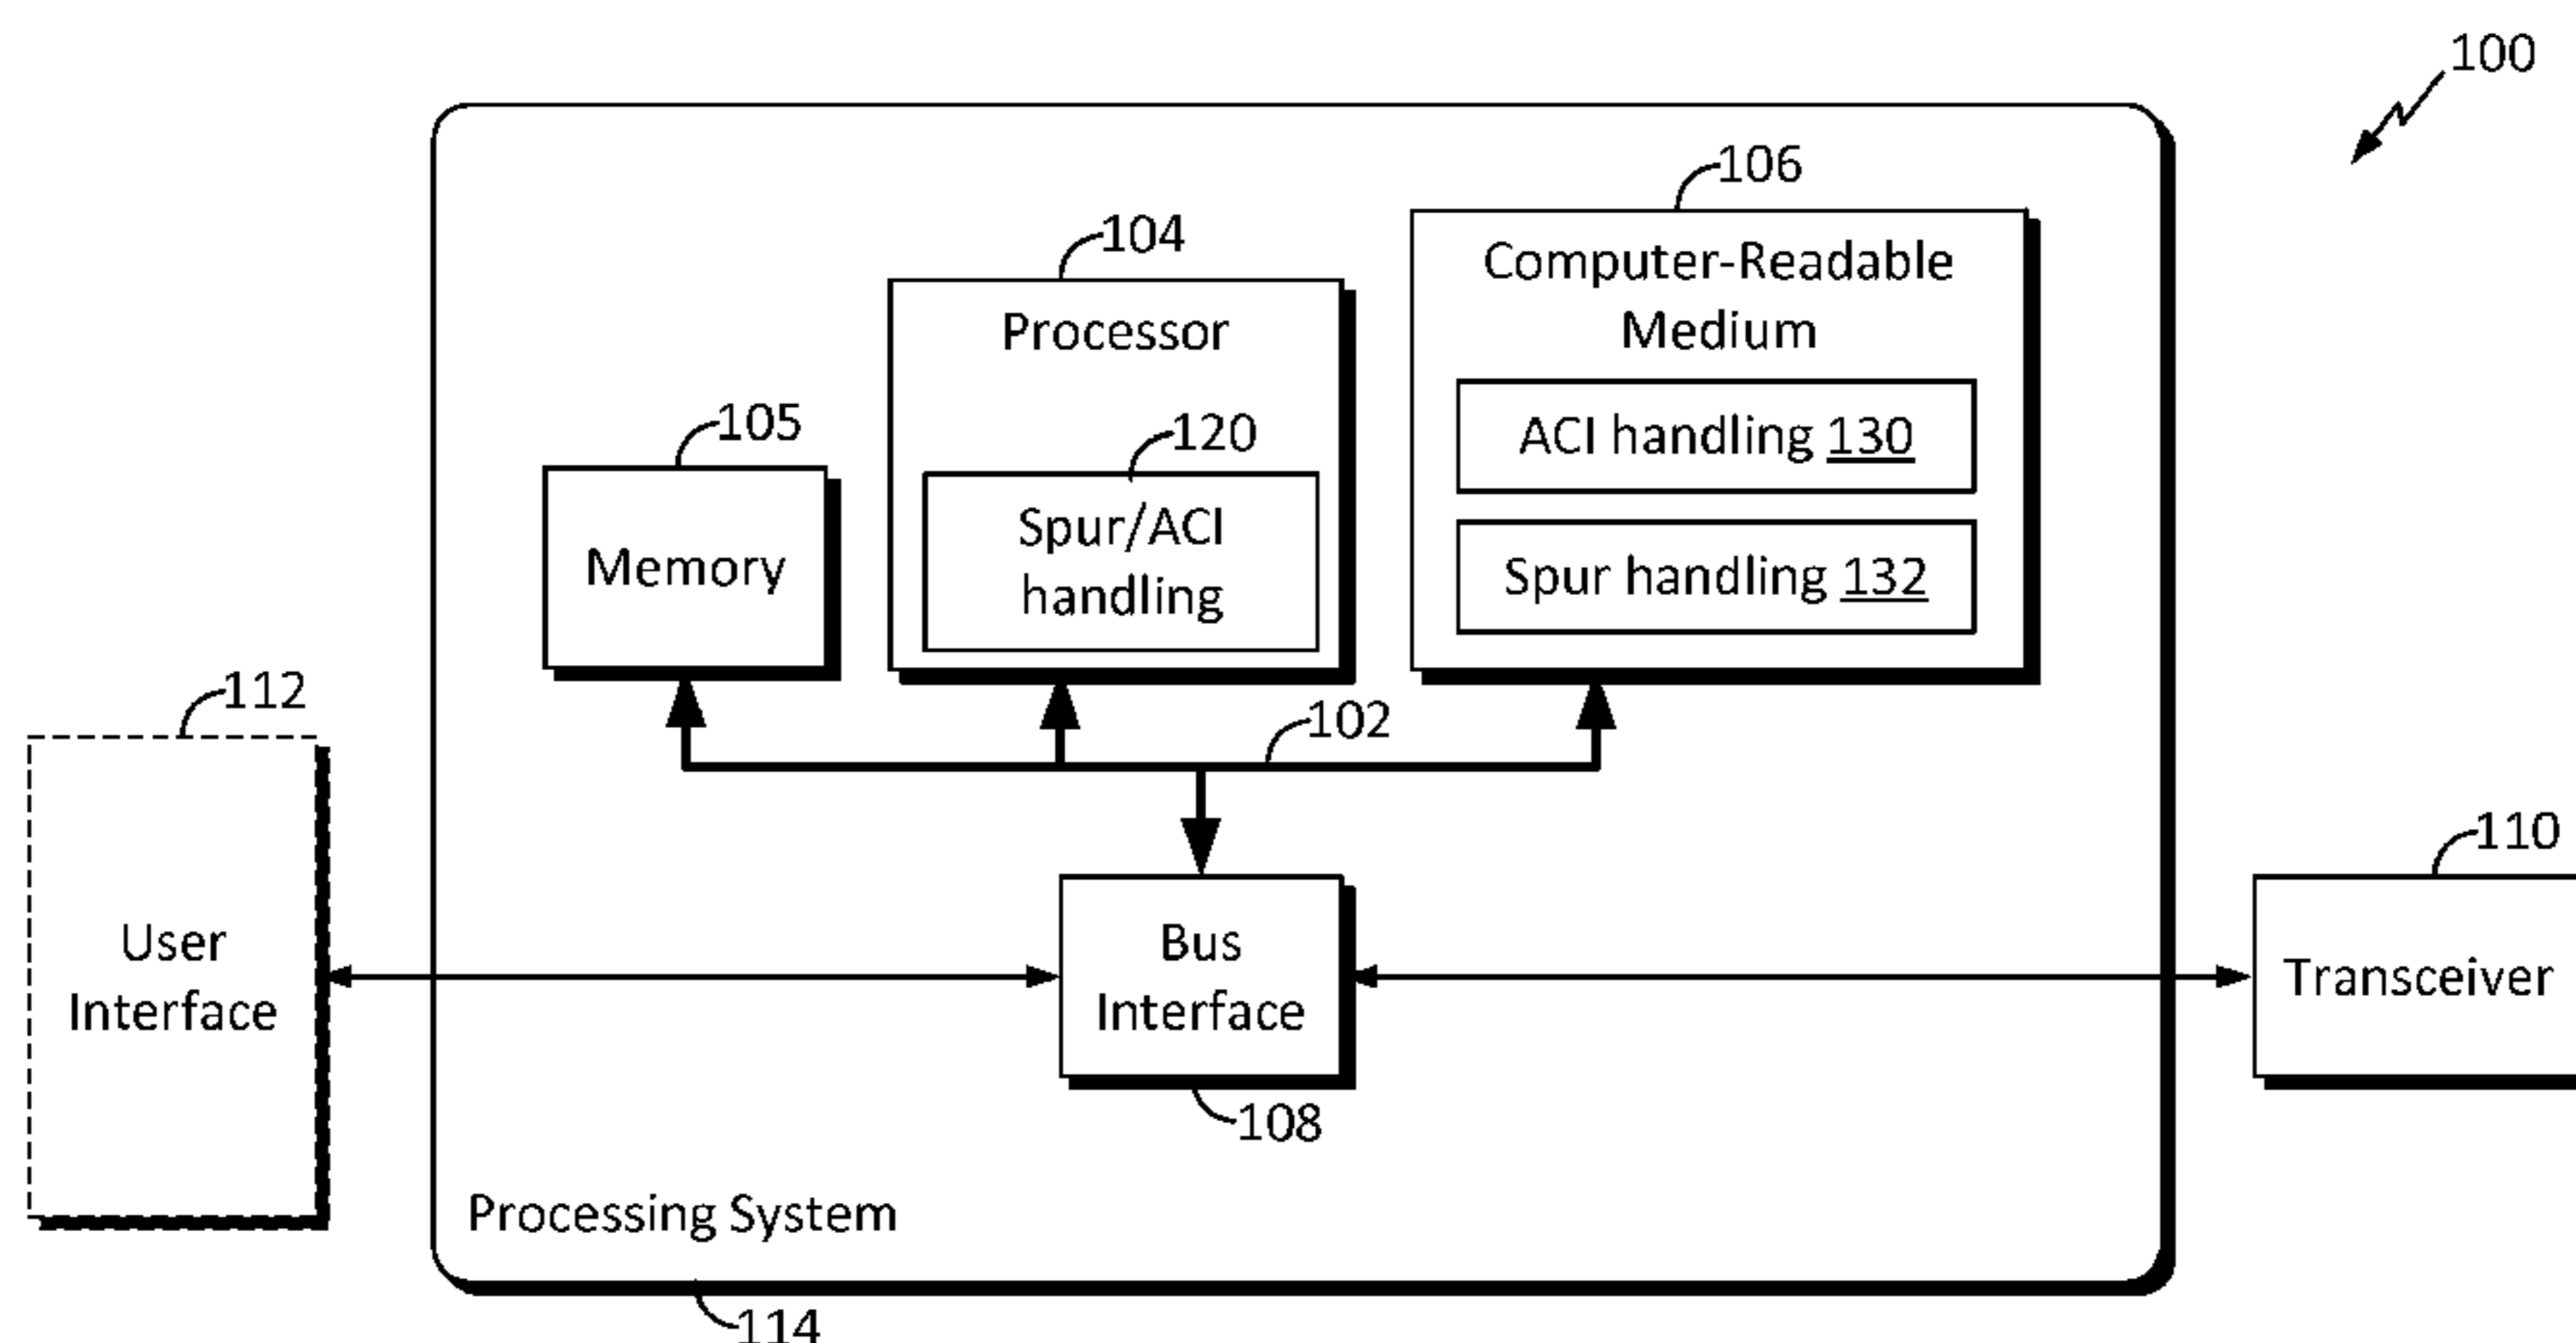 100
106
Computer-Readable
Medium
ACI handling 130
Spur handling 132
104
Processor
120
Spur/ACI
handling
105
Memory
102
112
User
Interface
Bus
Interface
108
110
Transceiver
Processing System
114